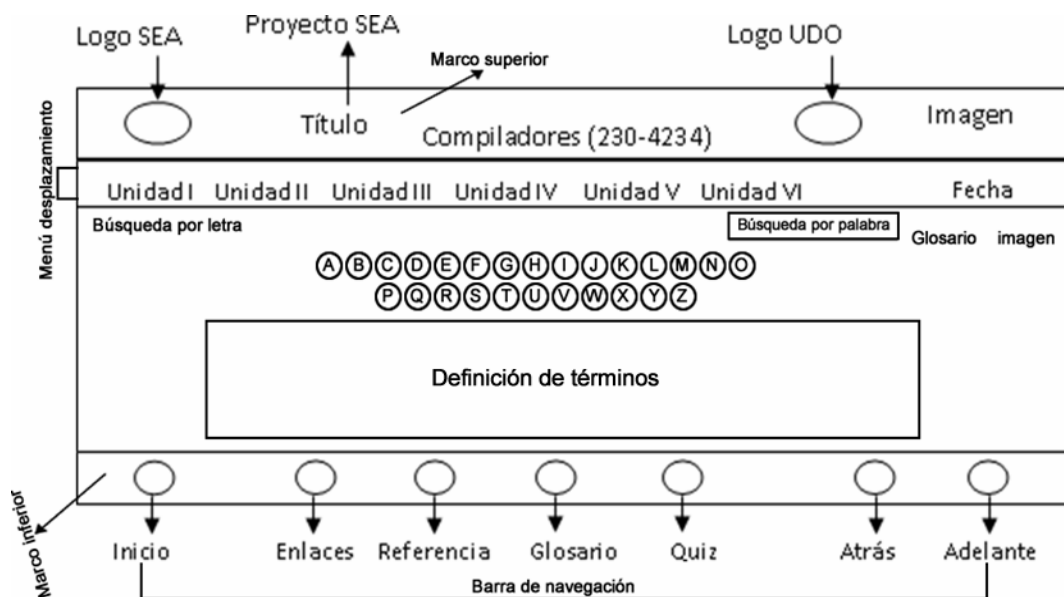 Logo SEA
Proyecto SEA
Marco superior
Logo UDO
Título
Compiladores (230-4234)
Imagen
Menú desplazamiento
Unidad I Unidad II Unidad III Unidad IV Unidad V Unidad VI Fecha
Búsqueda por letra
Búsqueda por palabra
Glosario imagen
A B C D E F G H I J K L M N O
P Q R S T U V W X Y Z
Definición de términos
Marco inferior
Inicio Enlaces Referencia Glosario Quiz Atrás Adelante
Barra de navegación